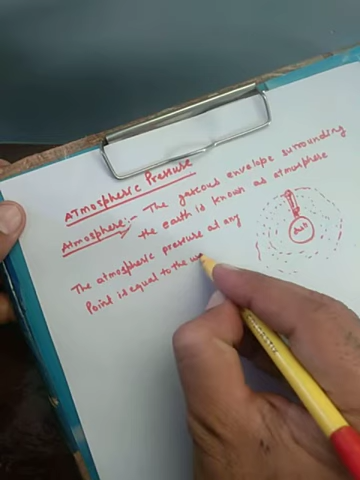 Atmospheric Pressure
Atmosphere:- The gaseous envelope surrounding
the earth is known as atmosphere
The atmospheric pressure at any
Point is equal to the